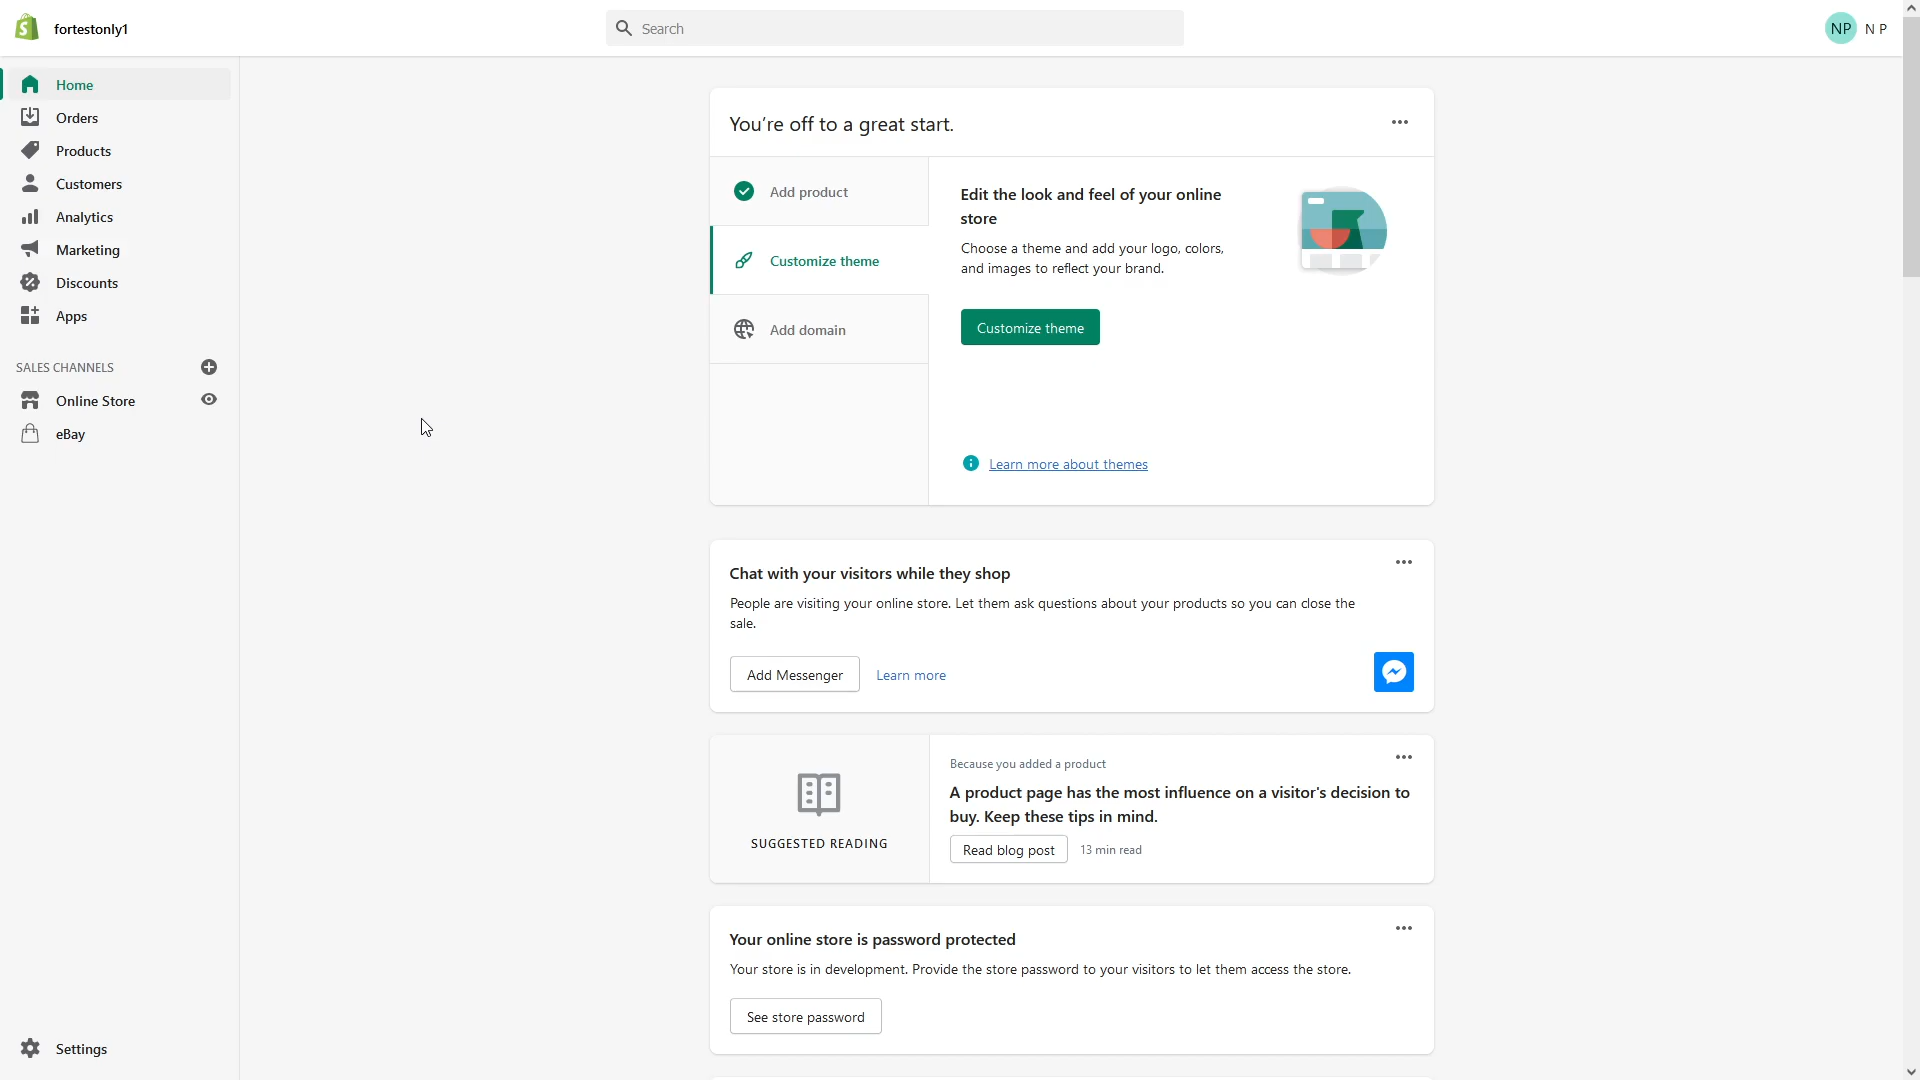 fortestonly1
Search
NP
N P
Home
Orders
Products
Customers
Analytics
Marketing
Discounts
Apps
SALES CHANNELS
Online Store
eBay
Settings
You're off to a great start.
Add product
Customize theme
Add domain
Edit the look and feel of your online
store
Choose a theme and add your logo, colors,
and images to reflect your brand.
Customize theme
Learn more about themes
Chat with your visitors while they shop
People are visiting your online store. Let them ask questions about your products so you can close the
sale.
Add Messenger
Learn more
SUGGESTED READING
Because you added a product
A product page has the most influence on a visitor's decision to
buy. Keep these tips in mind.
Read blog post
13 min read
Your online store is password protected
Your store is in development. Provide the store password to your visitors to let them access the store.
See store password